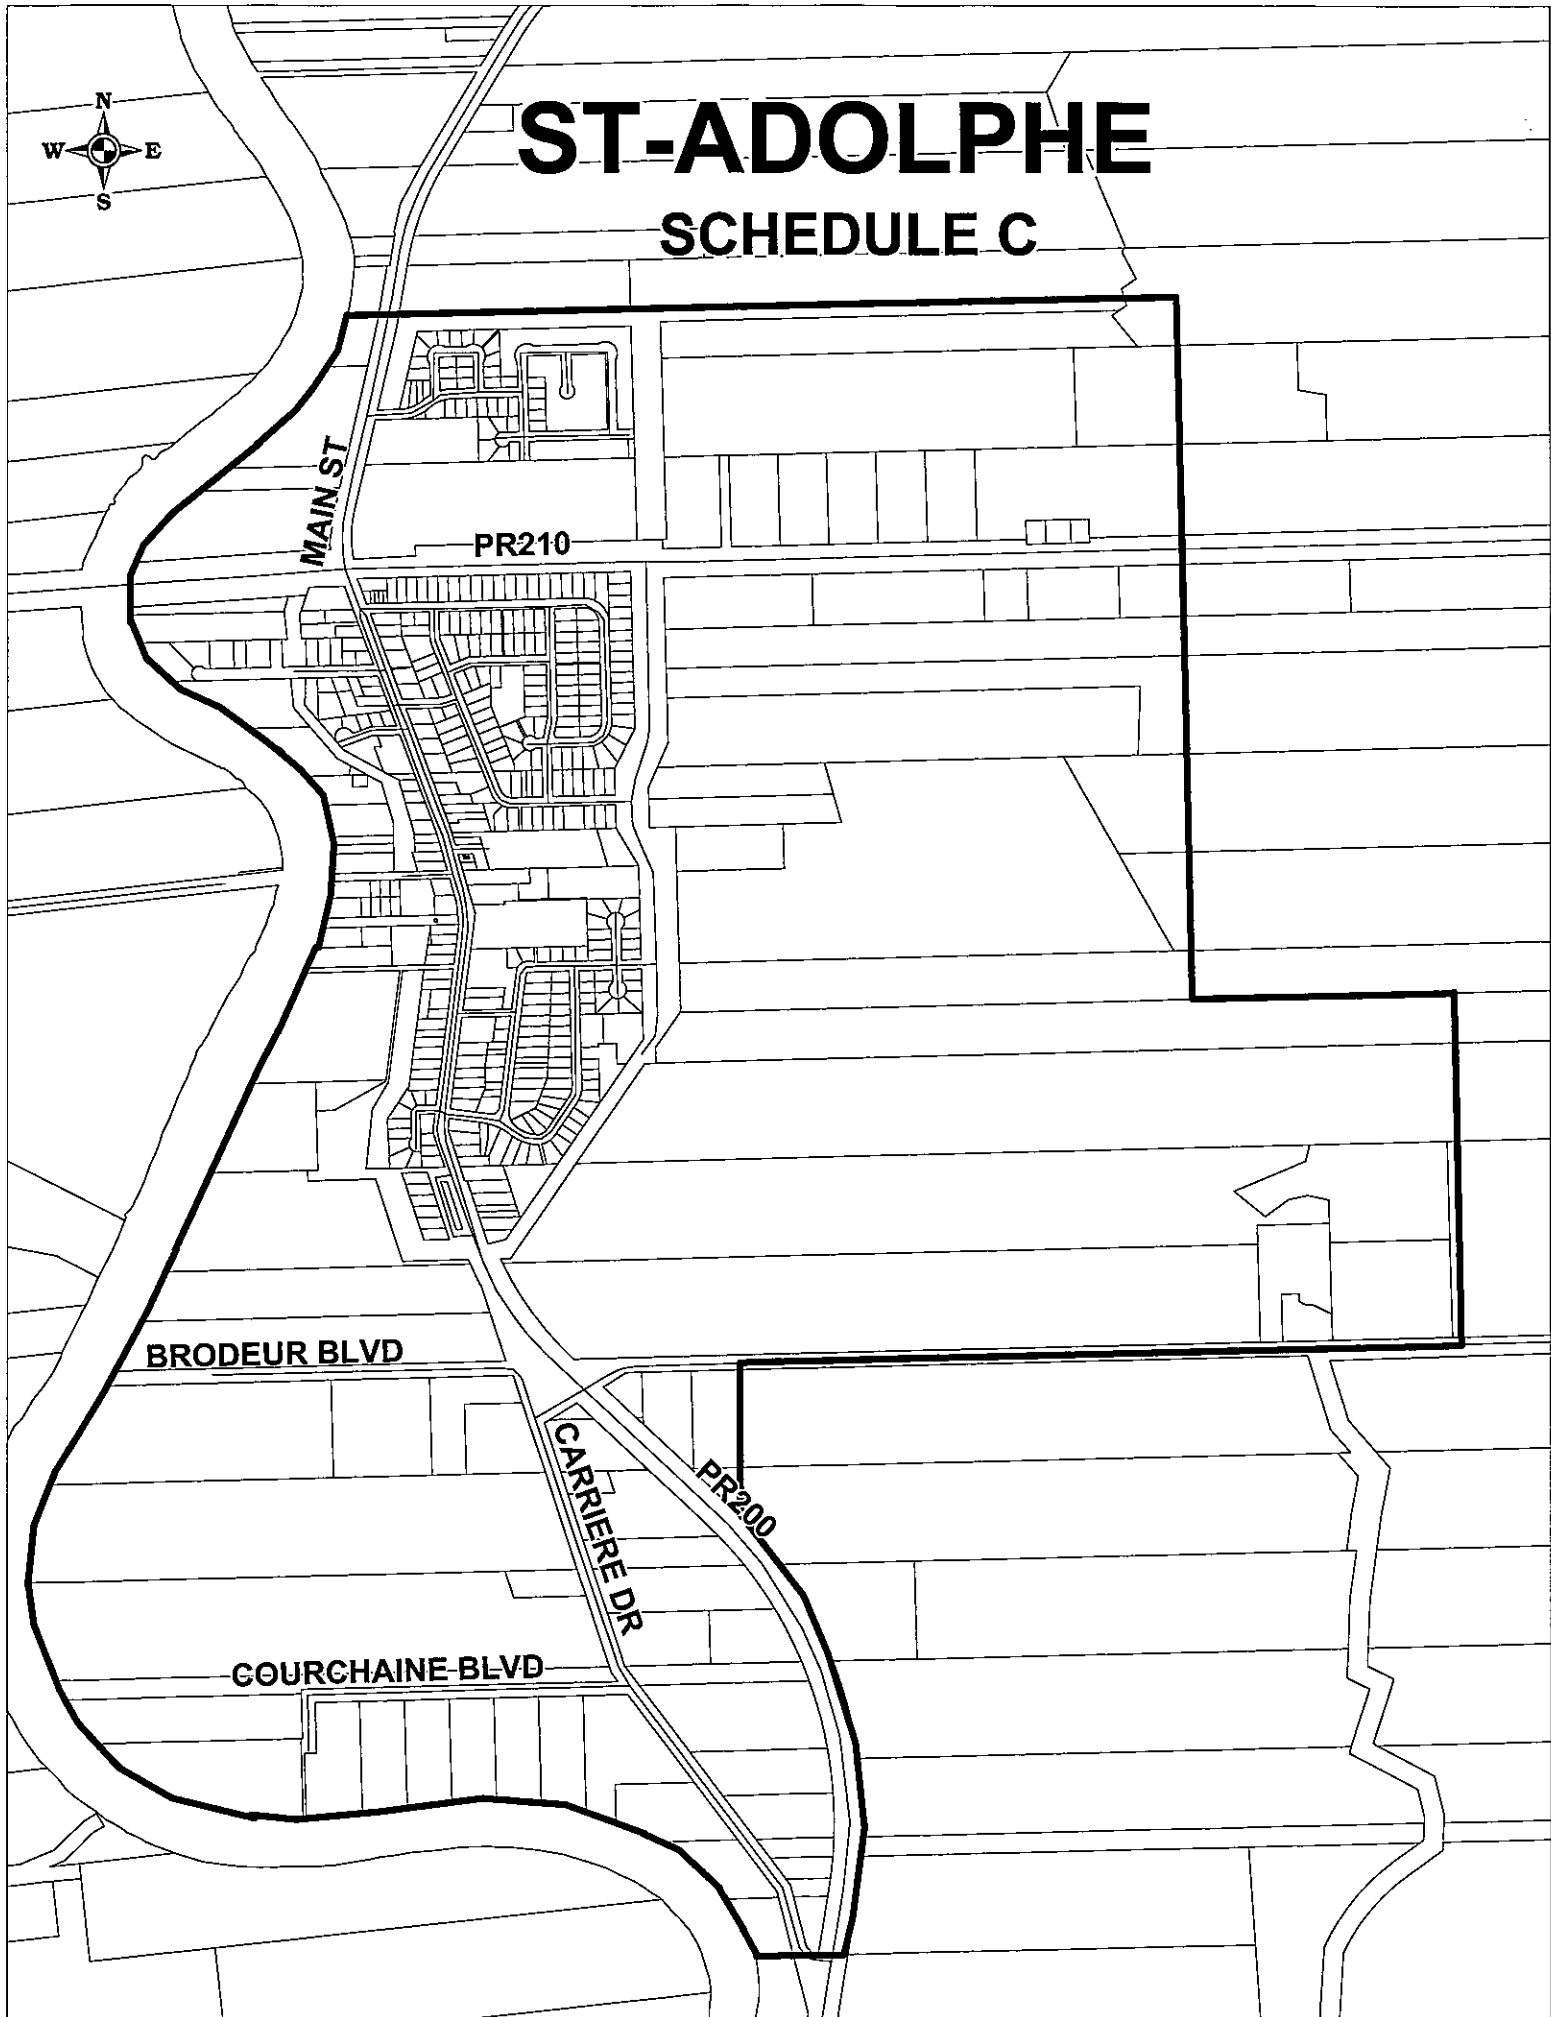 N
W E
S
ST-ADOLPHE
SCHEDULE C
MAIN ST
PR210
BRODEUR BLVD
CARRIERE DR
PR200
COURCHAINE BLVD